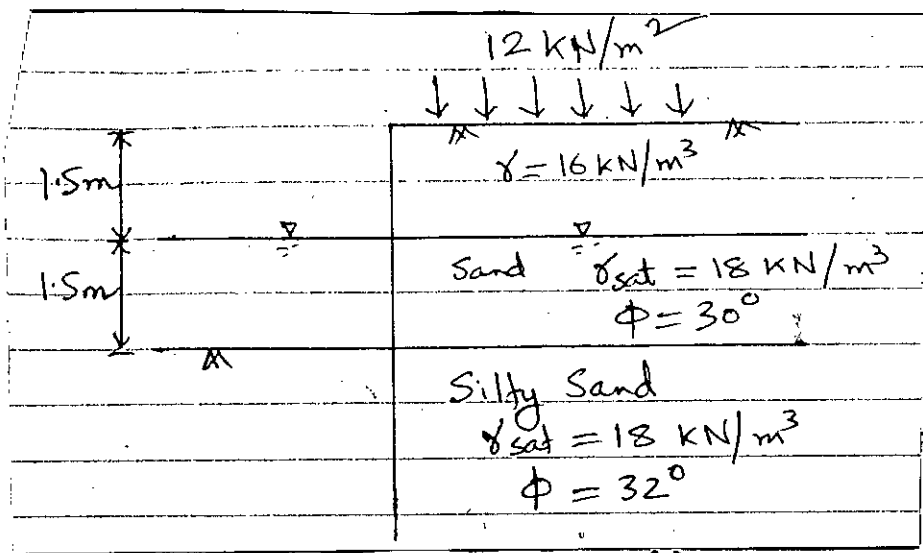 12 KN/m²
γ = 16 KN/m³
1.5m
1.5m
Sand γsat = 18 KN/m³
Φ = 30°
Silty Sand
γsat = 18 KN/m³
Φ = 32°